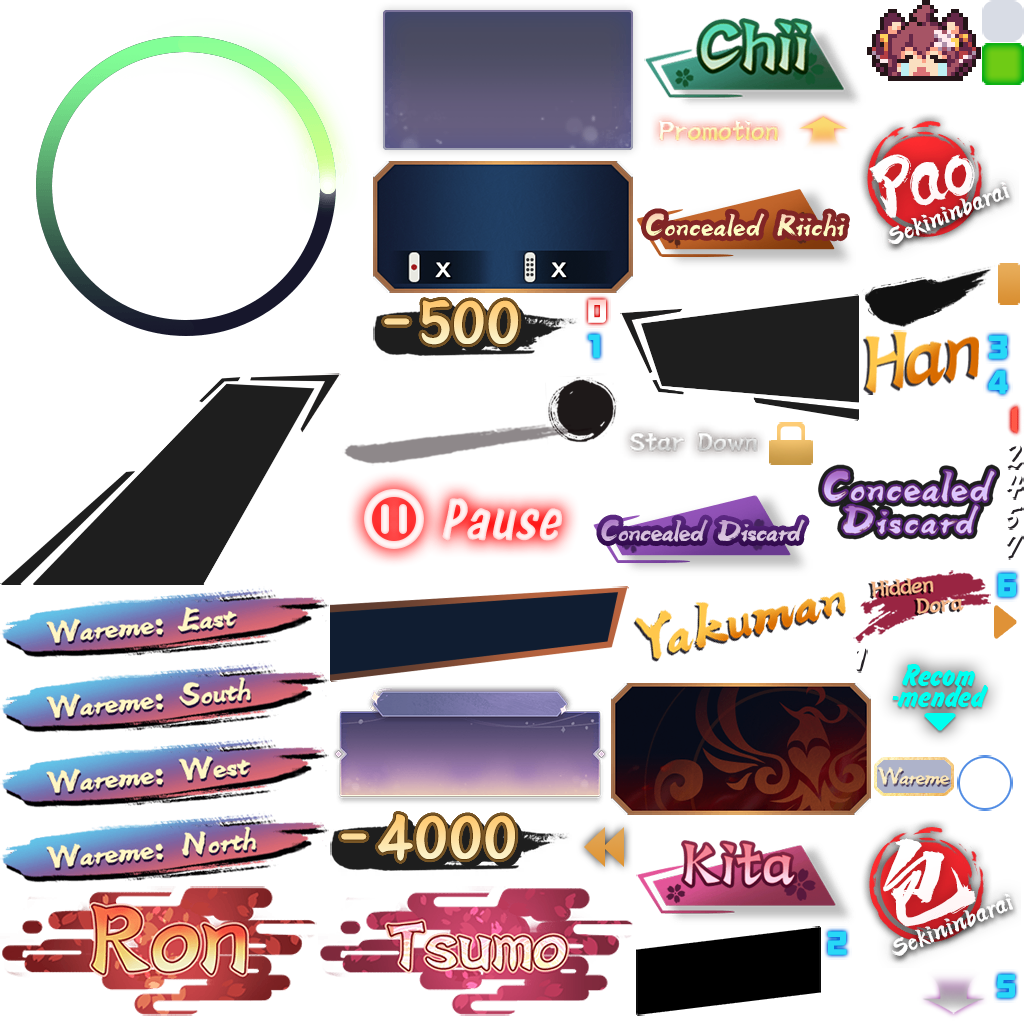 Chii
Promotion
Pao
Sekininbarai
Concealed Riichi
X X
-500
0
1
Han
3
4
1
Star Down
2
4
5
7
Concealed
Discard
Pause
Concealed Discard
Wareme: East
Yakuman
Hidden
Dora
6
1
Wareme: South
Recom
-mended
Wareme: West
Wareme
Wareme: North
-4000
Kita
包
Sekininbarai
Ron
Tsumo
2
5